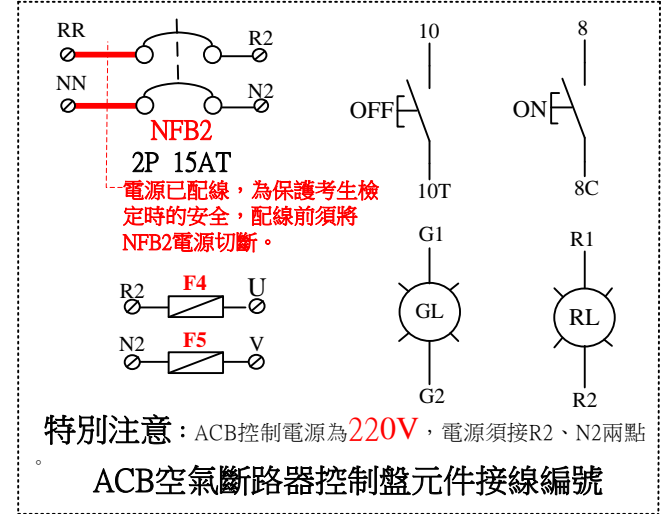 RR
R2
NN
N2
NFB2
2P 15AT
電源已配線，為保護考生檢
定時的安全，配線前須將
NFB2電源切斷。
10
OFF
10T
8
ON
8C
R2 F4 U
N2 F5 V
G1
GL
G2
R1
RL
R2
特別注意：ACB控制電源為220V，電源須接R2、N2兩點
。
ACB空氣斷路器控制盤元件接線編號